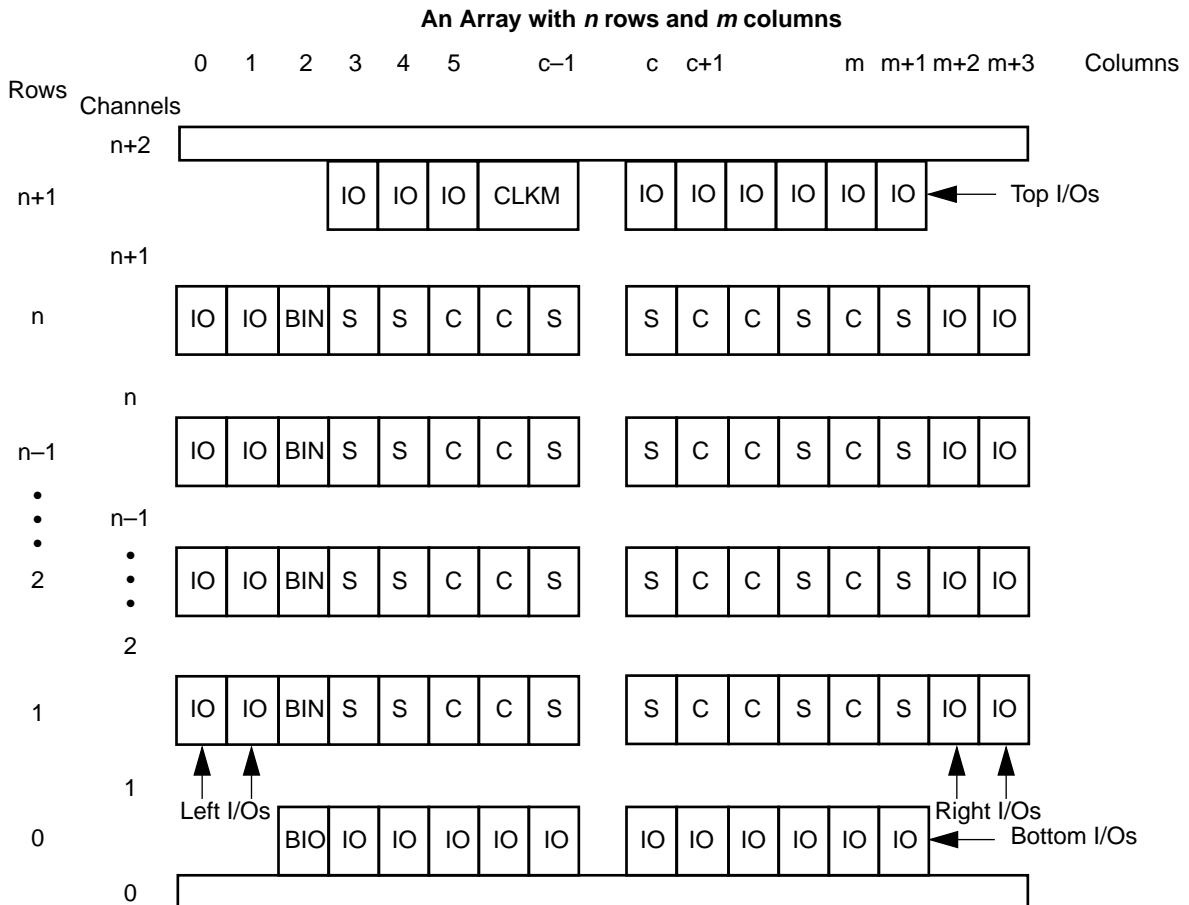 An Array with n rows and m columns
0 1 2 3 4 5 c–1 c c+1 m m+1 m+2 m+3 Columns
Rows
Channels
n+2
n+1 IO IO IO CLKM IO IO IO IO IO IO Top I/Os
n+1
n IO IO BIN S S C C S S C C S C S IO IO
n
n–1 IO IO BIN S S C C S S C C S C S IO IO
•
•
•
n–1
2 IO IO BIN S S C C S S C C S C S IO IO
•
•
•
2
1 IO IO BIN S S C C S S C C S C S IO IO
1
Left I/Os Right I/Os
0 BIO IO IO IO IO IO IO IO IO IO IO IO Bottom I/Os
0